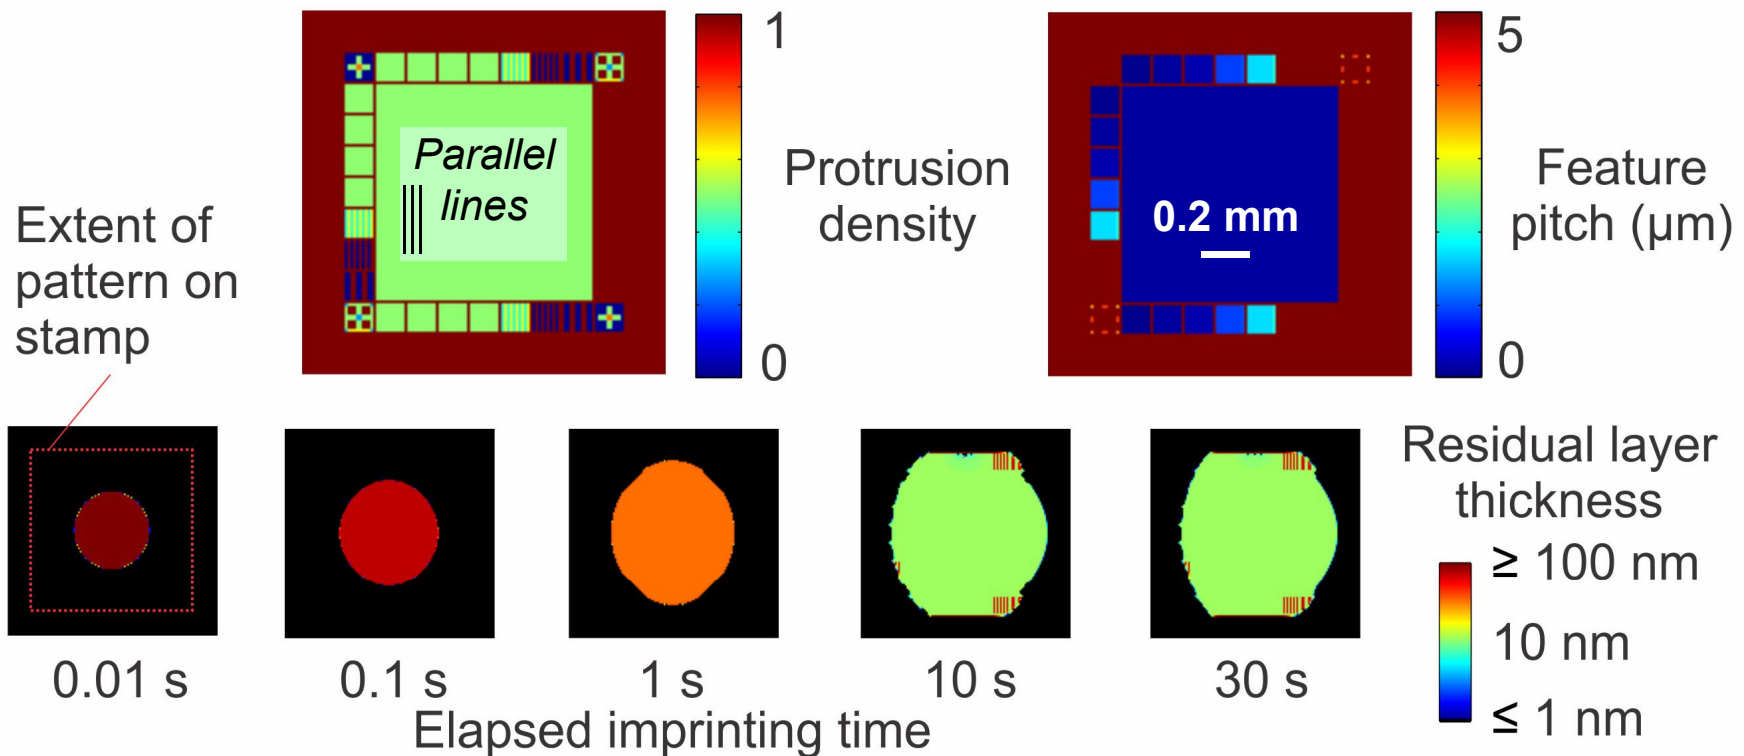 1
0
Protrusion
density
Parallel
lines
5
0
Feature
pitch (µm)
0.2 mm
Extent of
pattern on
stamp
Residual layer
thickness
≥ 100 nm
10 nm
≤ 1 nm
0.01 s
0.1 s
1 s
10 s
30 s
Elapsed imprinting time